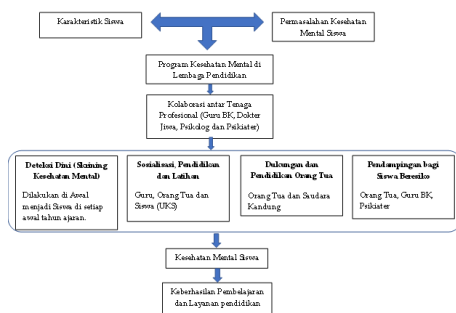 Karakteristik Siswa
Permasalahan Kesehatan
Mental Siswa
Program Kesehatan Mental di
Lembaga Pendidikan
Kolaborasi antar Tenaga
Profesional (Guru BK, Dokter
Jiwa, Psikolog dan Psikiater)
Deteksi Dini (Skrining
Kesehatan Mental)
Dilakukan di Awal
menjadi Siswa di setiap
awal tahun ajaran.
Sosialisasi, Pendidikan
dan Latihan
Guru, Orang Tua dan
Siswa (UKS)
Dukungan dan
Pendidikan Orang Tua
Orang Tua dan Saudara
Kandung
Pendampingan bagi
Siswa Beresiko
Orang Tua, Guru BK,
Psikiater
Kesehatan Mental Siswa
Keberhasilan Pembelajaran
dan Layanan pendidikan